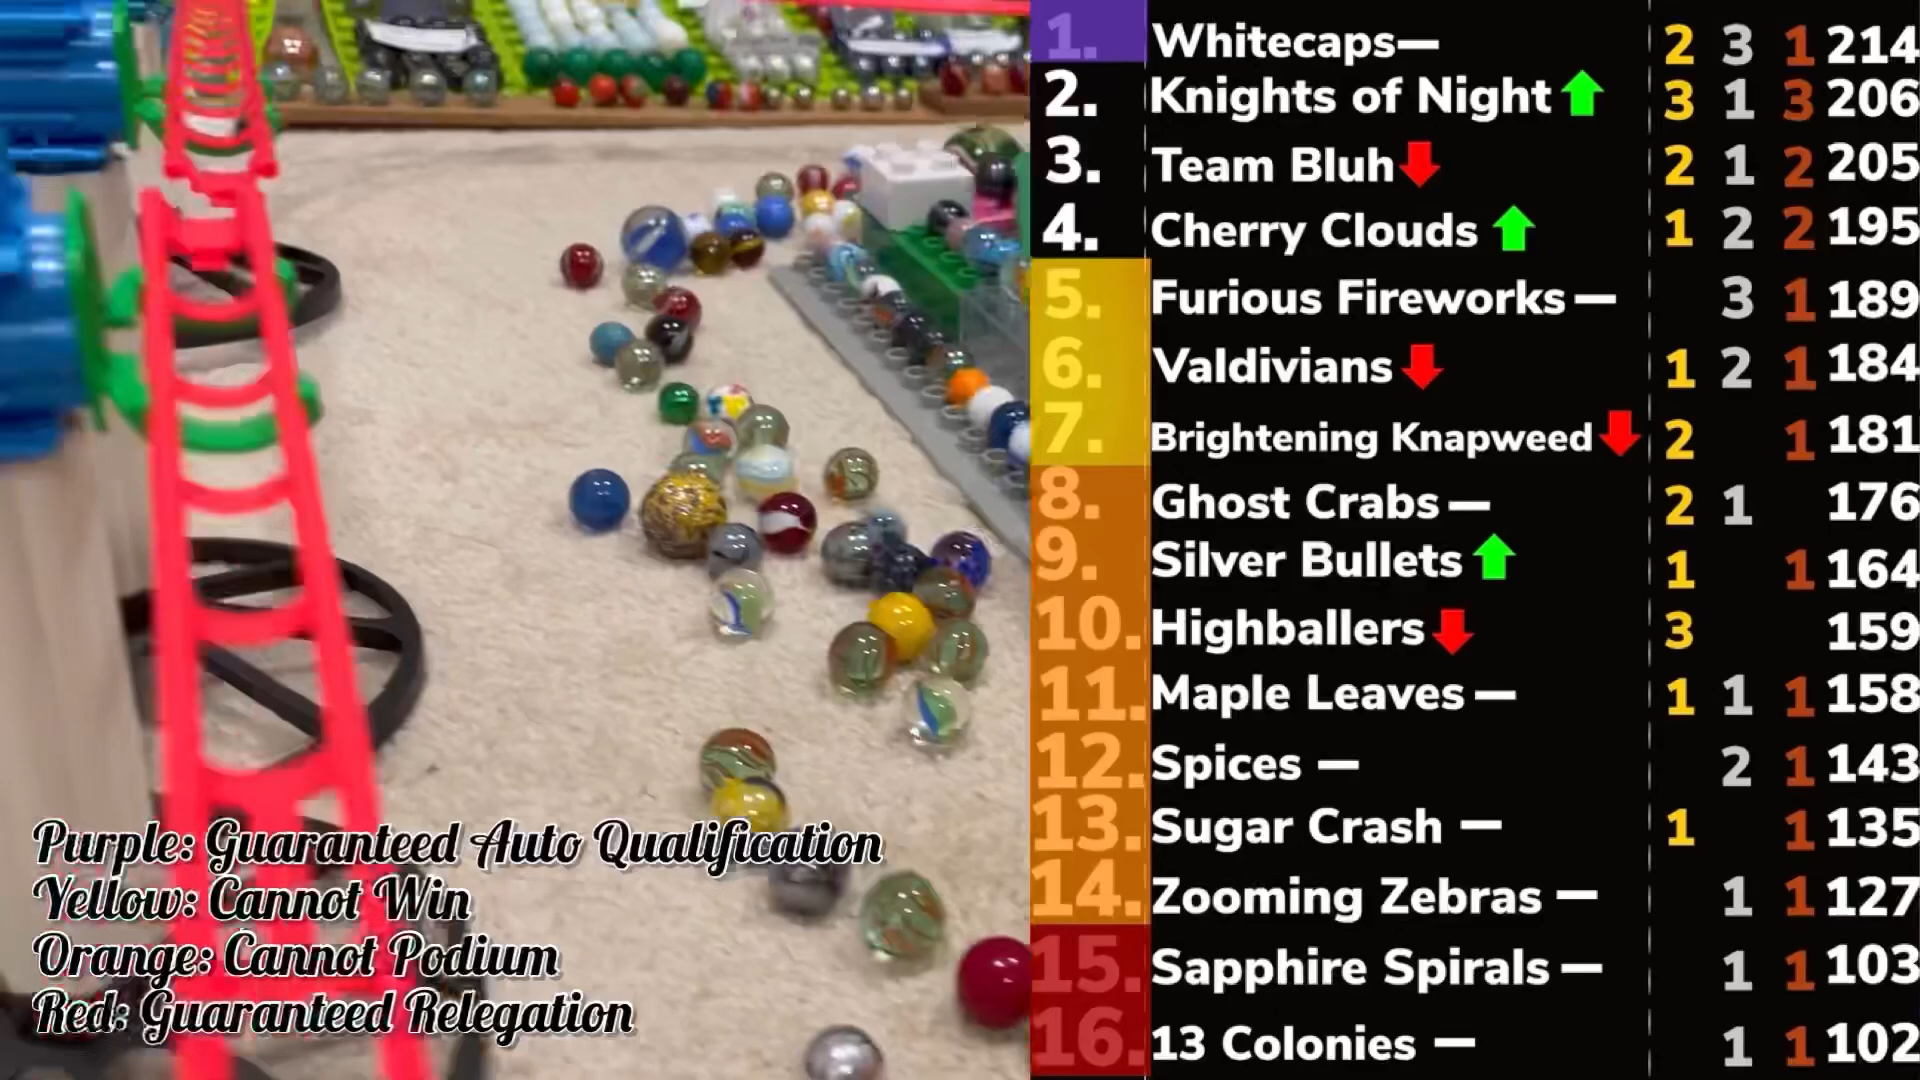 1. Whitecaps— 2 3 1 214
2. Knights of Night 3 1 3 206
3. Team Bluh 2 1 2 205
4. Cherry Clouds 1 2 2 195
5. Furious Fireworks — 3 1 189
6. Valdivians 1 2 1 184
7. Brightening Knapweed 2 1 181
8. Ghost Crabs — 2 1 176
9. Silver Bullets 1 1 164
10. Highballers 3 159
11. Maple Leaves — 1 1 1 158
12. Spices — 2 1 143
13. Sugar Crash — 1 1 135
14. Zooming Zebras — 1 1 127
15. Sapphire Spirals — 1 1 103
16. 13 Colonies — 1 1 102
Purple: Guaranteed Auto Qualification
Yellow: Cannot Win
Orange: Cannot Podium
Red: Guaranteed Relegation